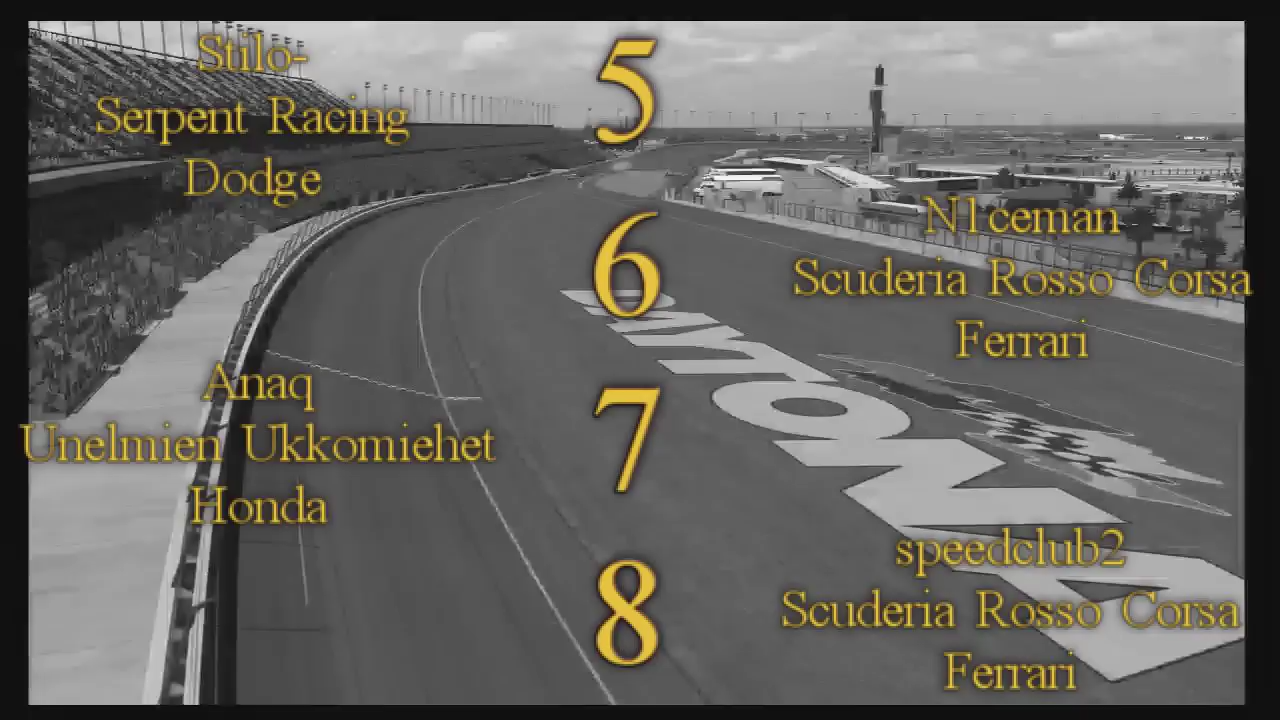 5
Stilo-
Serpent Racing
Dodge
6
N1ceman
Scuderia Rosso Corsa
Ferrari
7
Anaq
Unelmien Ukkomiehet
Honda
8
speedclub2
Scuderia Rosso Corsa
Ferrari
DAYTONA